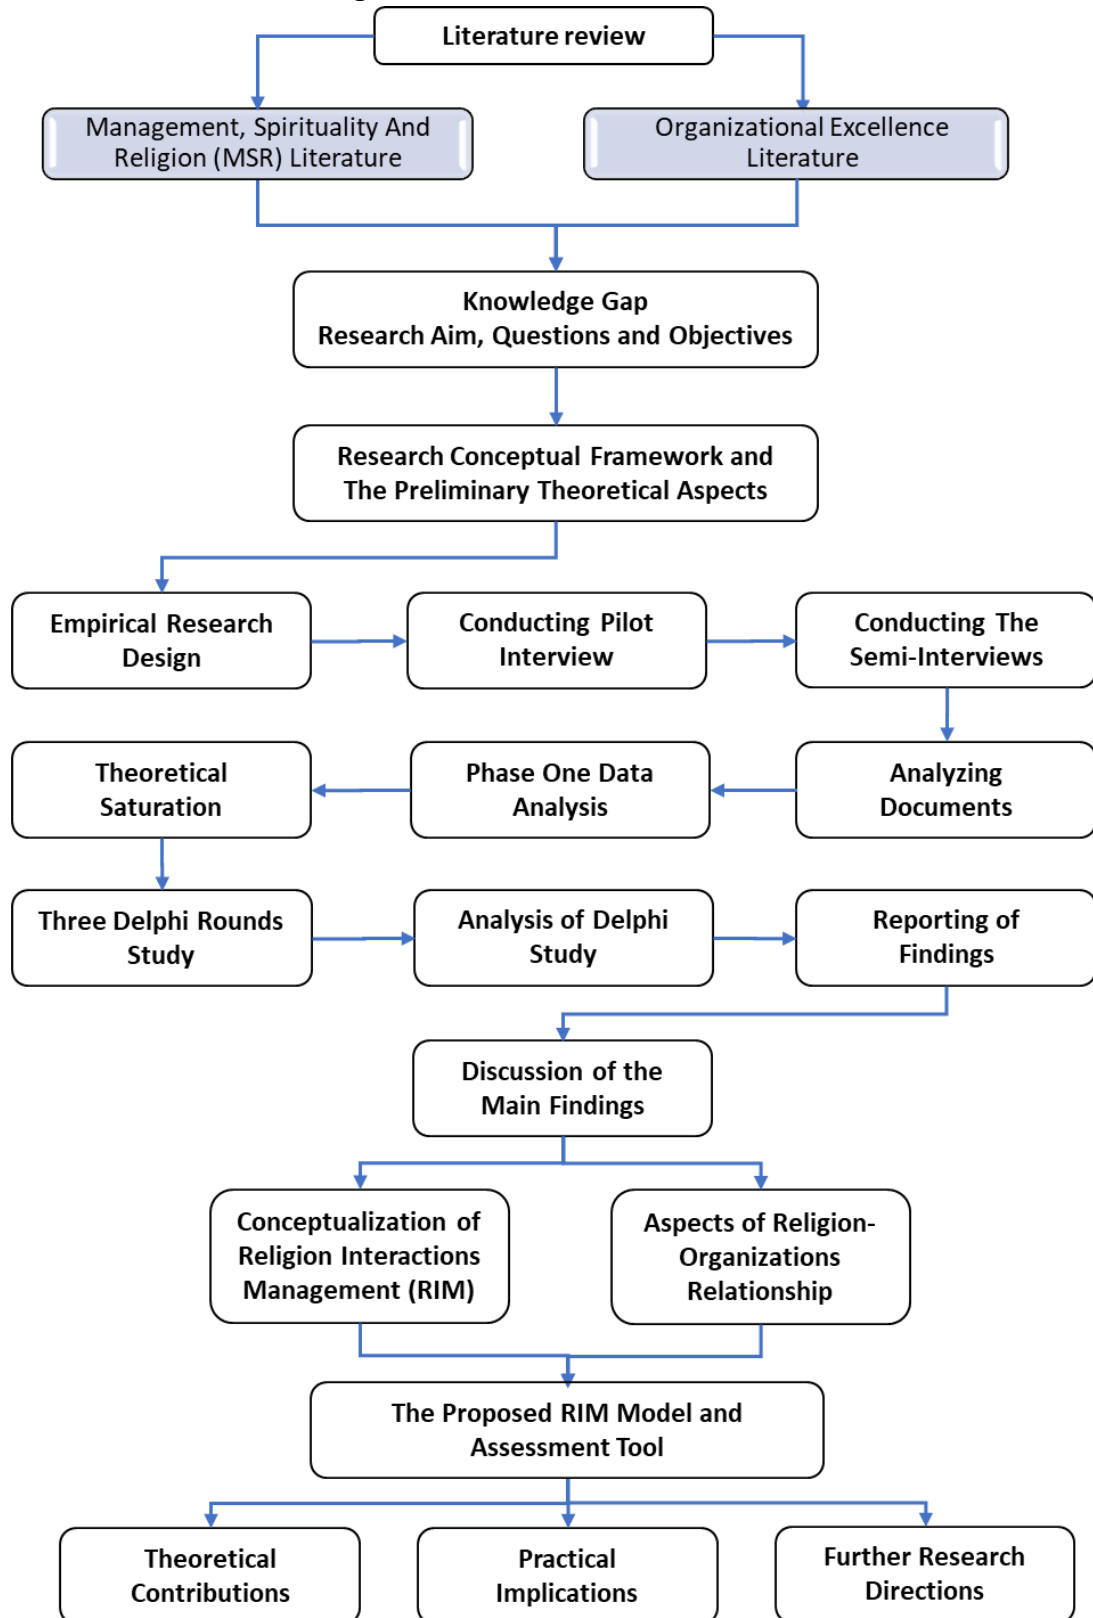 Literature review
Management, Spirituality And
Religion (MSR) Literature
Organizational Excellence
Literature
Knowledge Gap
Research Aim, Questions and Objectives
Research Conceptual Framework and
The Preliminary Theoretical Aspects
Empirical Research
Design
Conducting Pilot
Interview
Conducting The
Semi-Interviews
Theoretical
Saturation
Phase One Data
Analysis
Analyzing
Documents
Three Delphi Rounds
Study
Analysis of Delphi
Study
Reporting of
Findings
Discussion of the
Main Findings
Conceptualization of
Religion Interactions
Management (RIM)
Aspects of Religion-
Organizations
Relationship
The Proposed RIM Model and
Assessment Tool
Theoretical
Contributions
Practical
Implications
Further Research
Directions